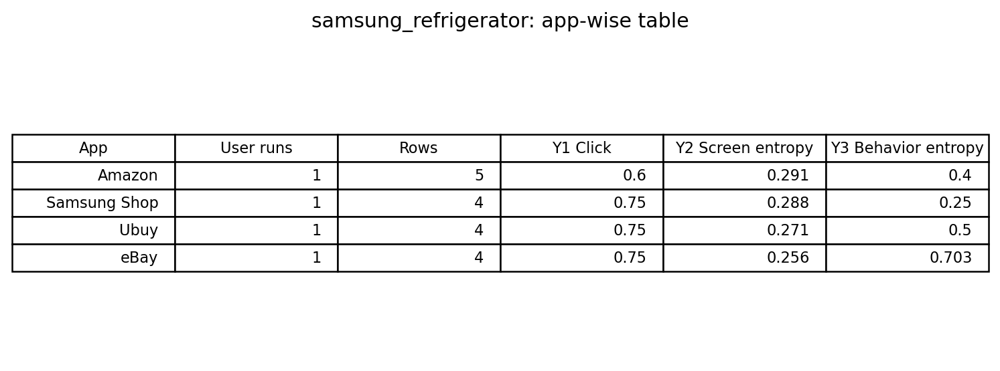 samsung_refrigerator: app-wise table
App User runs Rows Y1 Click Y2 Screen entropy Y3 Behavior entropy
Amazon 1 5 0.6 0.291 0.4
Samsung Shop 1 4 0.75 0.288 0.25
Ubuy 1 4 0.75 0.271 0.5
eBay 1 4 0.75 0.256 0.703